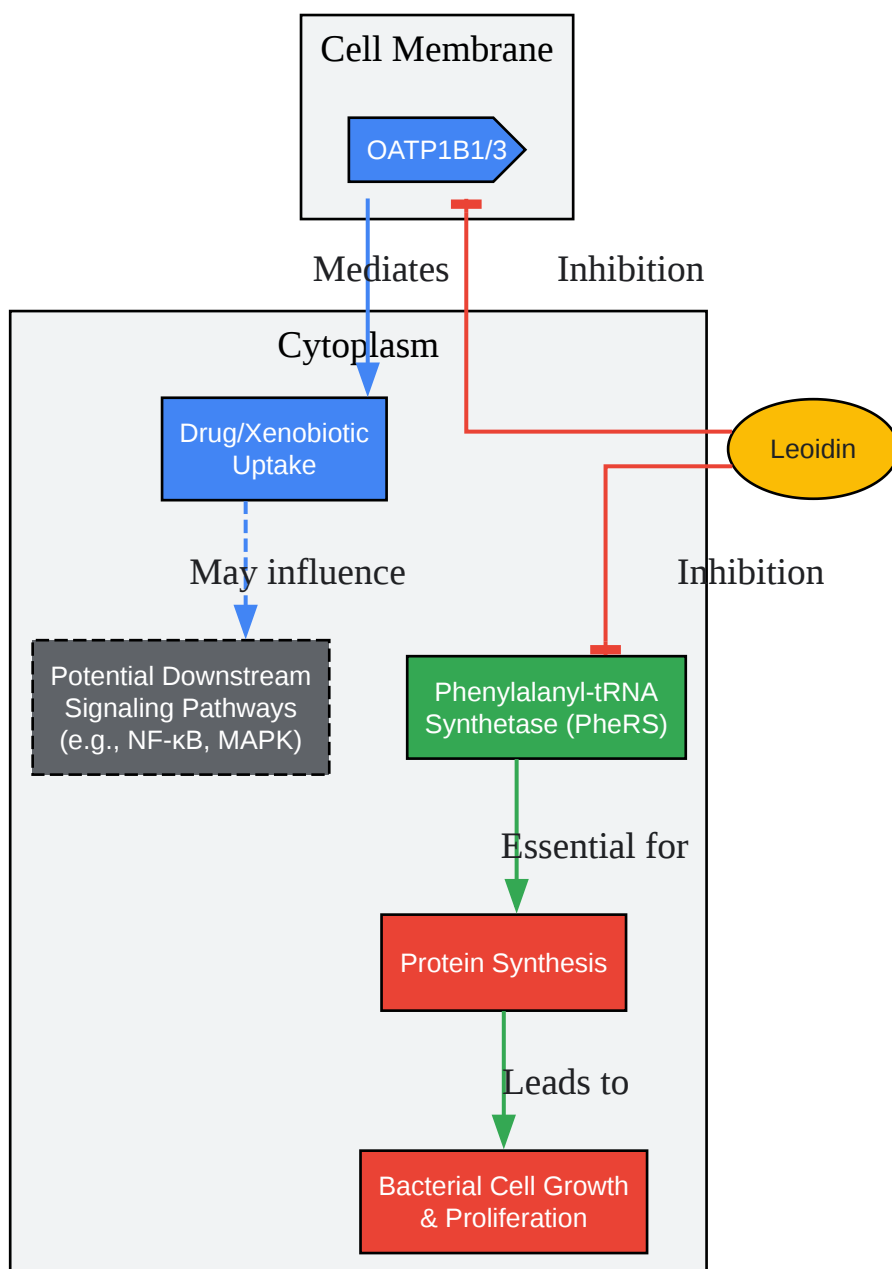 Cell Membrane
OATP1B1/3
Mediates
Inhibition
Cytoplasm
Drug/Xenobiotic
Uptake
Leoidin
May influence
Inhibition
Potential Downstream
Signaling Pathways
(e.g., NF-κB, MAPK)
Phenylalanyl-tRNA
Synthetase (PheRS)
Essential for
Protein Synthesis
Leads to
Bacterial Cell Growth
& Proliferation